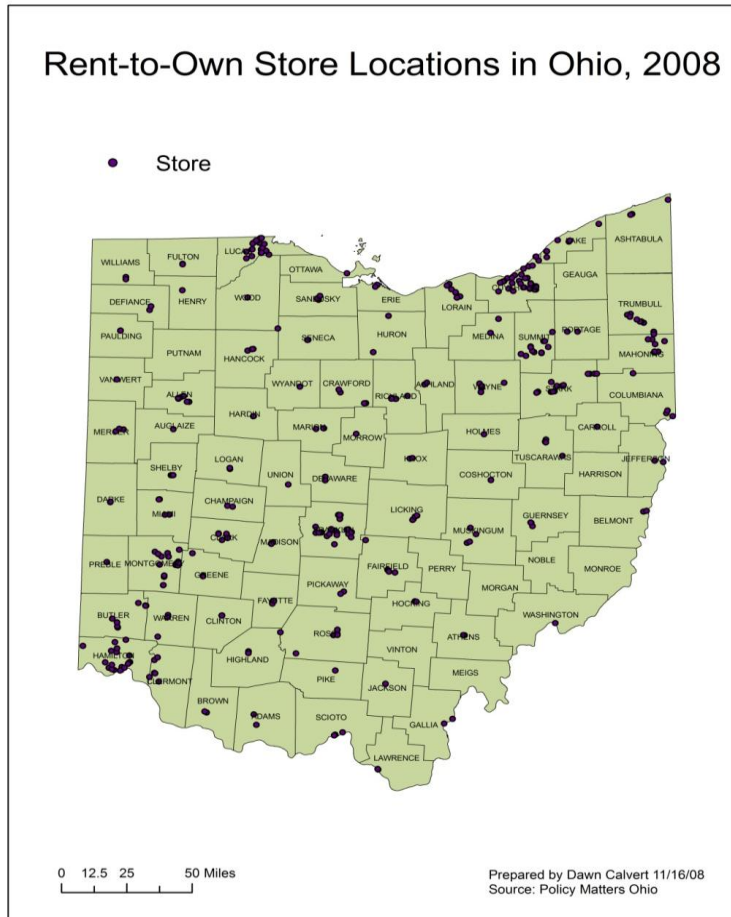 Rent-to-Own Store Locations in Ohio, 2008
Store
ASHTABULA
LAKE
LUCAS
FULTON
WILLIAMS
OTTAWA
GEAUGA
DEFIANCE
HENRY
WOOD
SANDUSKY
ERIE
LORAIN
TRUMBULL
PAULDING
SENECA
HURON
MEDINA
SUMMIT
PORTAGE
PUTNAM
HANCOCK
MAHONING
VAN WERT
WYANDOT
CRAWFORD
RICHLAND
ASHLAND
WAYNE
STARK
ALLEN
COLUMBIANA
HARDIN
MERCER
AUGLAIZE
MARION
MORROW
HOLMES
CARROLL
LOGAN
KNOX
TUSCARAWAS
JEFFERSON
SHELBY
UNION
DELAWARE
COSHOCTON
HARRISON
DARKE
CHAMPAIGN
LICKING
MIAMI
GUERNSEY
BELMONT
CLARK
MADISON
MUSKINGUM
PREBLE
MONTGOMERY
FAIRFIELD
PERRY
NOBLE
MONROE
GREENE
PICKAWAY
MORGAN
FAYETTE
HOCHING
BUTLER
WARREN
CLINTON
WASHINGTON
ROSS
ATHENS
HAMILTON
HIGHLAND
VINTON
CLERMONT
PIKE
MEIGS
JACKSON
BROWN
ADAMS
SCIOTO
GALLIA
LAWRENCE
0 12.5 25 50 Miles
Prepared by Dawn Calvert 11/16/08
Source: Policy Matters Ohio